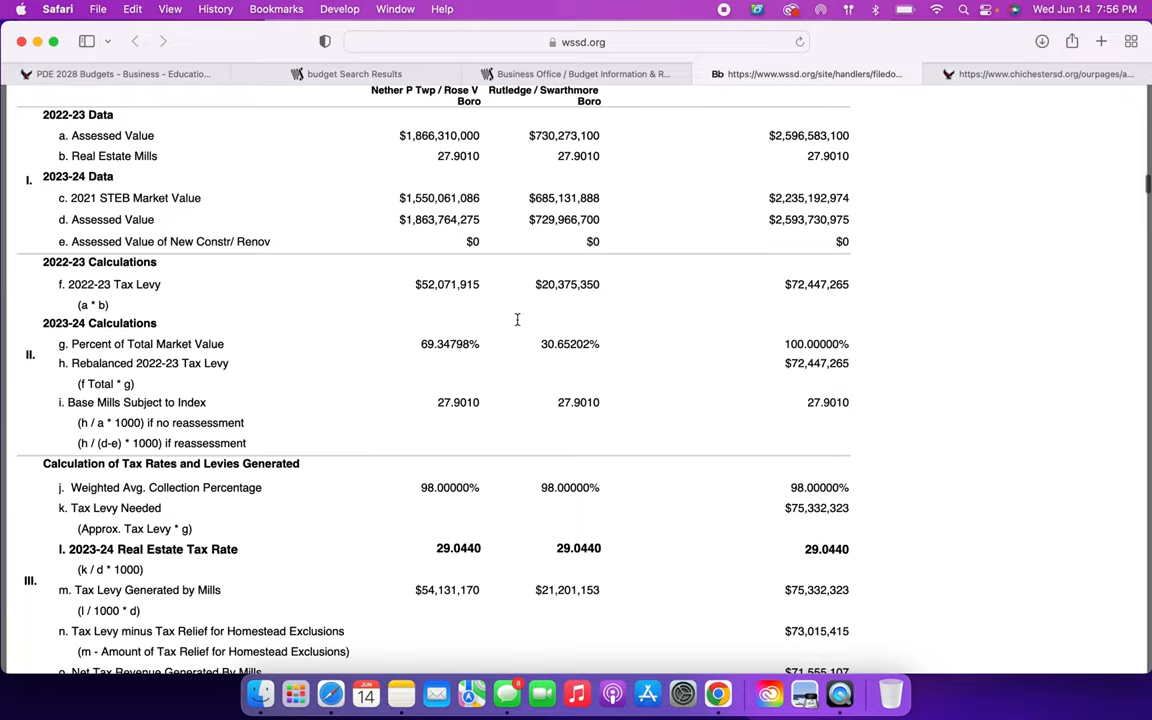 Safari File Edit View History Bookmarks Develop Window Help Wed Jun 14 7:56 PM
wssd.org
PDE 2028 Budgets - Business - Educatio... budget Search Results Business Office / Budget Information & R... Bb https://www.wssd.org/site/handlers/filedo... https://www.chichestersd.org/ourpages/a...
Nether P Twp / Rose V Rutledge / Swarthmore
Boro Boro
2022-23 Data
a. Assessed Value $1,866,310,000 $730,273,100 $2,596,583,100
b. Real Estate Mills 27.9010 27.9010 27.9010
I. 2023-24 Data
c. 2021 STEB Market Value $1,550,061,086 $685,131,888 $2,235,192,974
d. Assessed Value $1,863,764,275 $729,966,700 $2,593,730,975
e. Assessed Value of New Constr/ Renov $0 $0 $0
2022-23 Calculations
f. 2022-23 Tax Levy $52,071,915 $20,375,350 $72,447,265
(a * b)
2023-24 Calculations
g. Percent of Total Market Value 69.34798% 30.65202% 100.00000%
II.
h. Rebalanced 2022-23 Tax Levy $72,447,265
(f Total * g)
i. Base Mills Subject to Index 27.9010 27.9010 27.9010
(h / a * 1000) if no reassessment
(h / (d-e) * 1000) if reassessment
Calculation of Tax Rates and Levies Generated
j. Weighted Avg. Collection Percentage 98.00000% 98.00000% 98.00000%
k. Tax Levy Needed $75,332,323
(Approx. Tax Levy * g)
l. 2023-24 Real Estate Tax Rate 29.0440 29.0440 29.0440
(k / d * 1000)
III.
m. Tax Levy Generated by Mills $54,131,170 $21,201,153 $75,332,323
(l / 1000 * d)
n. Tax Levy minus Tax Relief for Homestead Exclusions $73,015,415
(m - Amount of Tax Relief for Homestead Exclusions)
o. Net Tax Revenue Generated By Mills $71,555,107
JUN
14
8